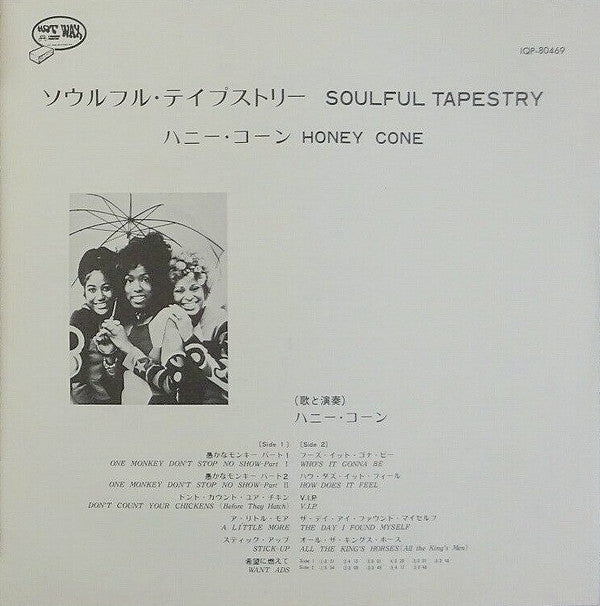 HOT WAX
IQP-80469
ソウルフル・テイプストリー SOULFUL TAPESTRY
ハニー・コーン HONEY CONE
(歌と演奏)
ハニー・コーン
[Side 1]
愚かなモンキー パート1
ONE MONKEY DON'T STOP NO SHOW-Part I
愚かなモンキー パート2
ONE MONKEY DON'T STOP NO SHOW-Part II
ドント・カウント・ユア・チキン
DON'T COUNT YOUR CHICKENS (Before They Hatch)
ア・リトル・モア
A LITTLE MORE
スティック・アップ
STICK-UP
希望に燃えて
WANT ADS
[Side 2]
フーズ・イット・ゴナ・ビー
WHO'S IT GONNA BE
ハウ・ダズ・イット・フィール
HOW DOES IT FEEL
V.I.P.
V.I.P.
ザ・デイ・アイ・ファウンド・マイセルフ
THE DAY I FOUND MYSELF
オール・ザ・キングス・ホース
ALL THE KING'S HORSES (All the King's Men)
Side 1
Side 2